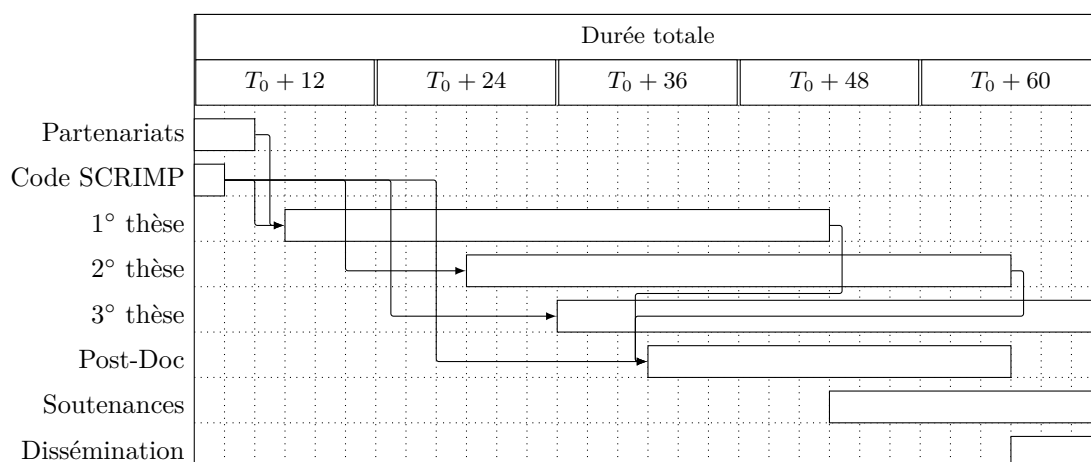 Durée totale
T₀ + 12 T₀ + 24 T₀ + 36 T₀ + 48 T₀ + 60
Partenariats
Code SCRIMP
1° thèse
2° thèse
3° thèse
Post-Doc
Soutenances
Dissémination